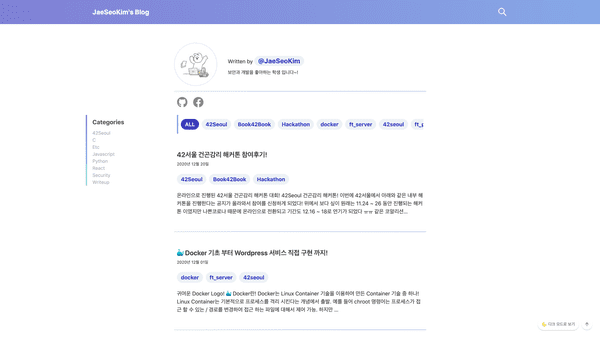 JaeSeoKim's Blog
Written by @JaeSeoKim
보안과 개발을 좋아하는 학생 입니다~!
Categories
42Seoul
C
Etc
Javascript
Python
React
Security
Writeup
ALL 42Seoul Book42Book Hackathon docker ft_server 42seoul
42서울 건곤감리 해커톤 참여후기!
2020년 12월 20일
42Seoul Book42Book Hackathon
온라인으로 진행된 42서울 건곤감리 해커톤 대회! 42Seoul 건곤감리 해커톤! 이번에 42서울에서 아래와 같은 내부 해
커톤을 진행한다는 공지가 올라와서 참여를 신청하게 되었다! 위에서 보다 싶이 원래는 11.24 ~ 26 동안 진행되는 해커
톤 이였지만 나쁜코로나 때문에 온라인으로 전환되고 기간도 12.16 ~ 18로 연기가 되었다 ㅠㅠ 같은 코알리션...
🐳 Docker 기초 부터 Wordpress 서비스 직접 구현 까지!
2020년 12월 01일
docker ft_server 42seoul
귀여운 Docker Logo! 🐳 Docker란! Docker는 Linux Container 기술을 이용하여 만든 Container 기술 중 하나!
Linux Container는 기본적으로 프로세스를 격리 시킨다는 개념에서 출발. 예를 들어 chroot 명령어는 프로세스가 접
근 할 수 있는 / 경로를 변경하여 접근 하는 파일에 대해서 제어 가능. 하지만 ...